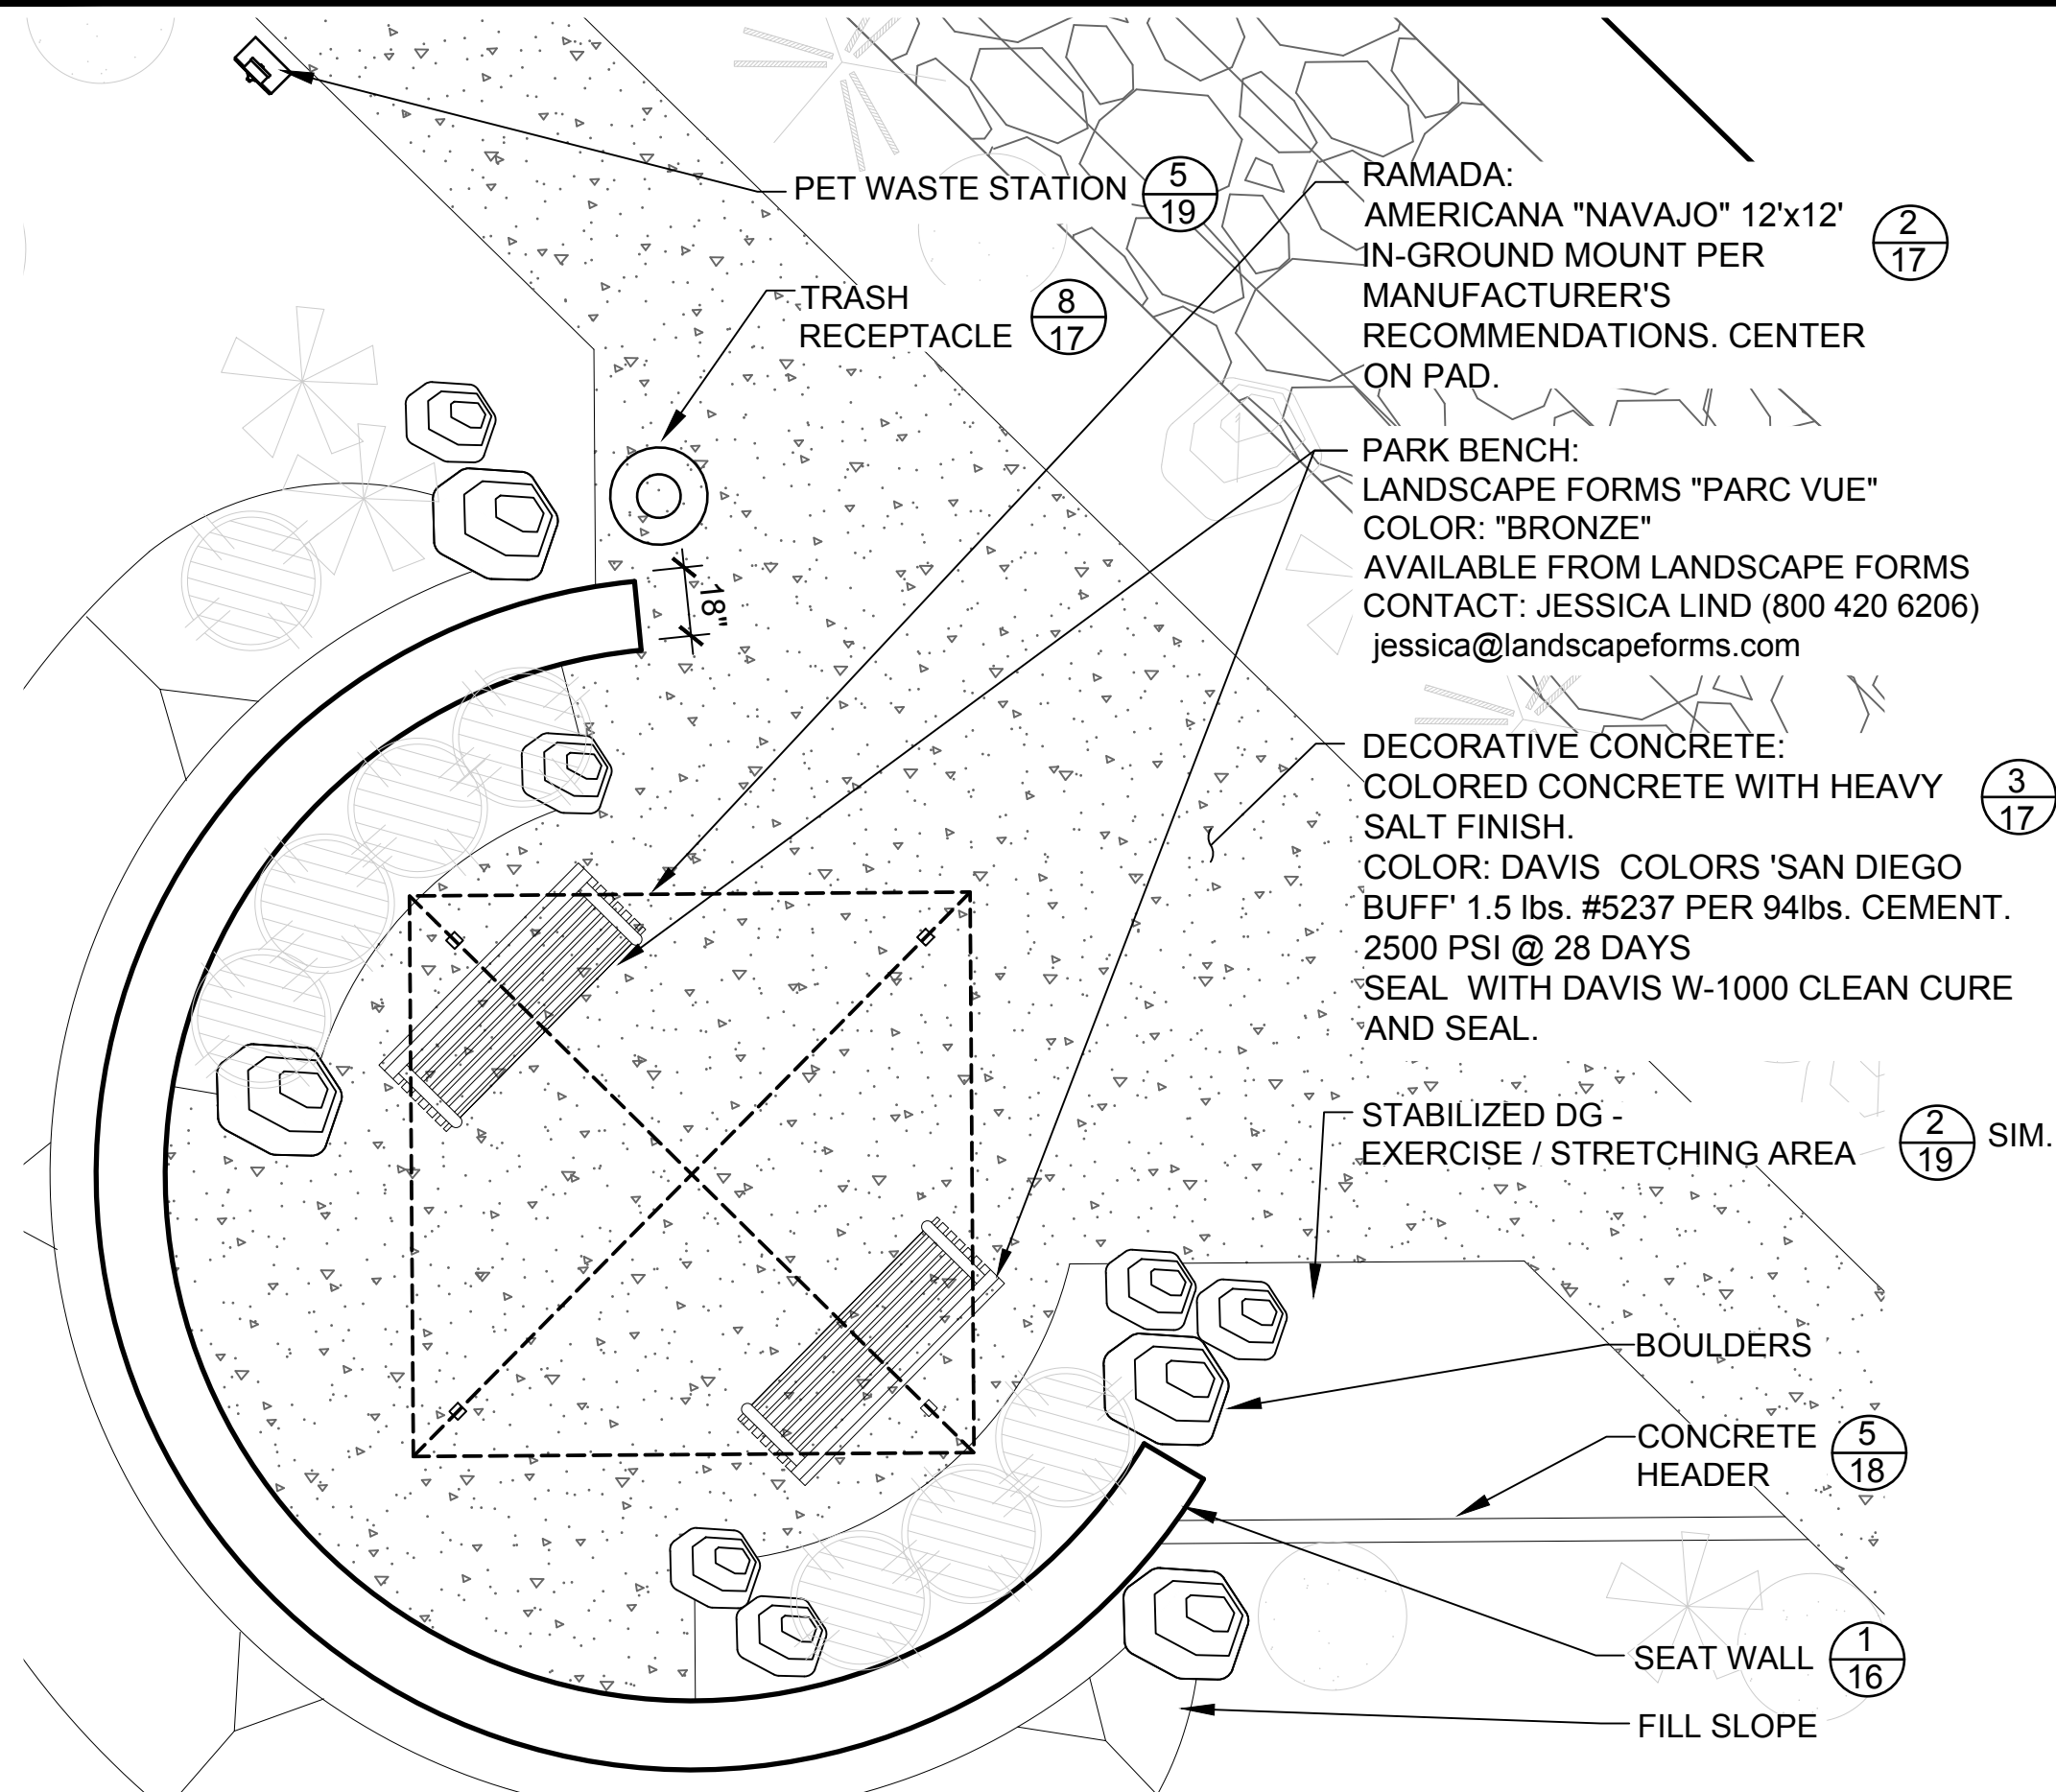 PET WASTE STATION
5
19
TRASH
RECEPTACLE
8
17
18"
RAMADA:
AMERICANA "NAVAJO" 12'x12'
IN-GROUND MOUNT PER
MANUFACTURER'S
RECOMMENDATIONS. CENTER
ON PAD.
2
17
PARK BENCH:
LANDSCAPE FORMS "PARC VUE"
COLOR: "BRONZE"
AVAILABLE FROM LANDSCAPE FORMS
CONTACT: JESSICA LIND (800 420 6206)
jessica@landscapeforms.com
DECORATIVE CONCRETE:
COLORED CONCRETE WITH HEAVY
SALT FINISH.
COLOR: DAVIS COLORS 'SAN DIEGO
BUFF' 1.5 lbs. #5237 PER 94lbs. CEMENT.
2500 PSI @ 28 DAYS
SEAL WITH DAVIS W-1000 CLEAN CURE
AND SEAL.
3
17
STABILIZED DG -
EXERCISE / STRETCHING AREA
2
19
SIM.
BOULDERS
CONCRETE
HEADER
5
18
SEAT WALL
1
16
FILL SLOPE